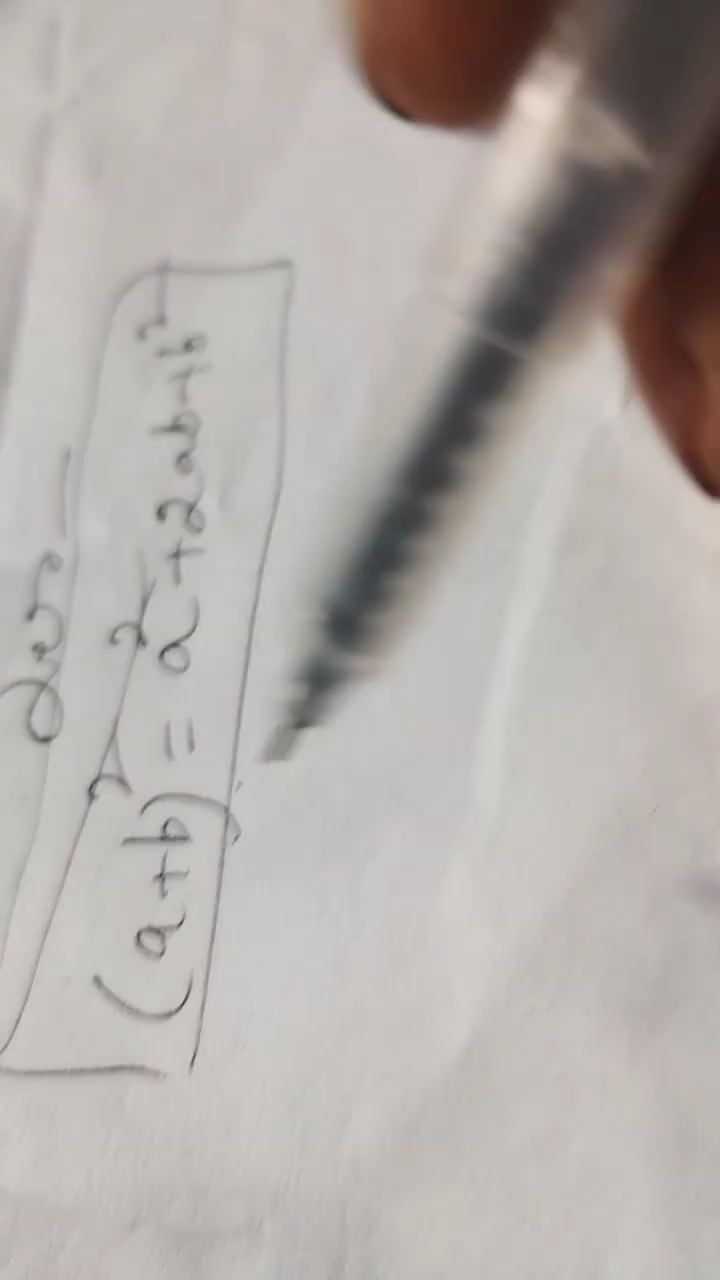 (a+b)² = a²+2ab+b²